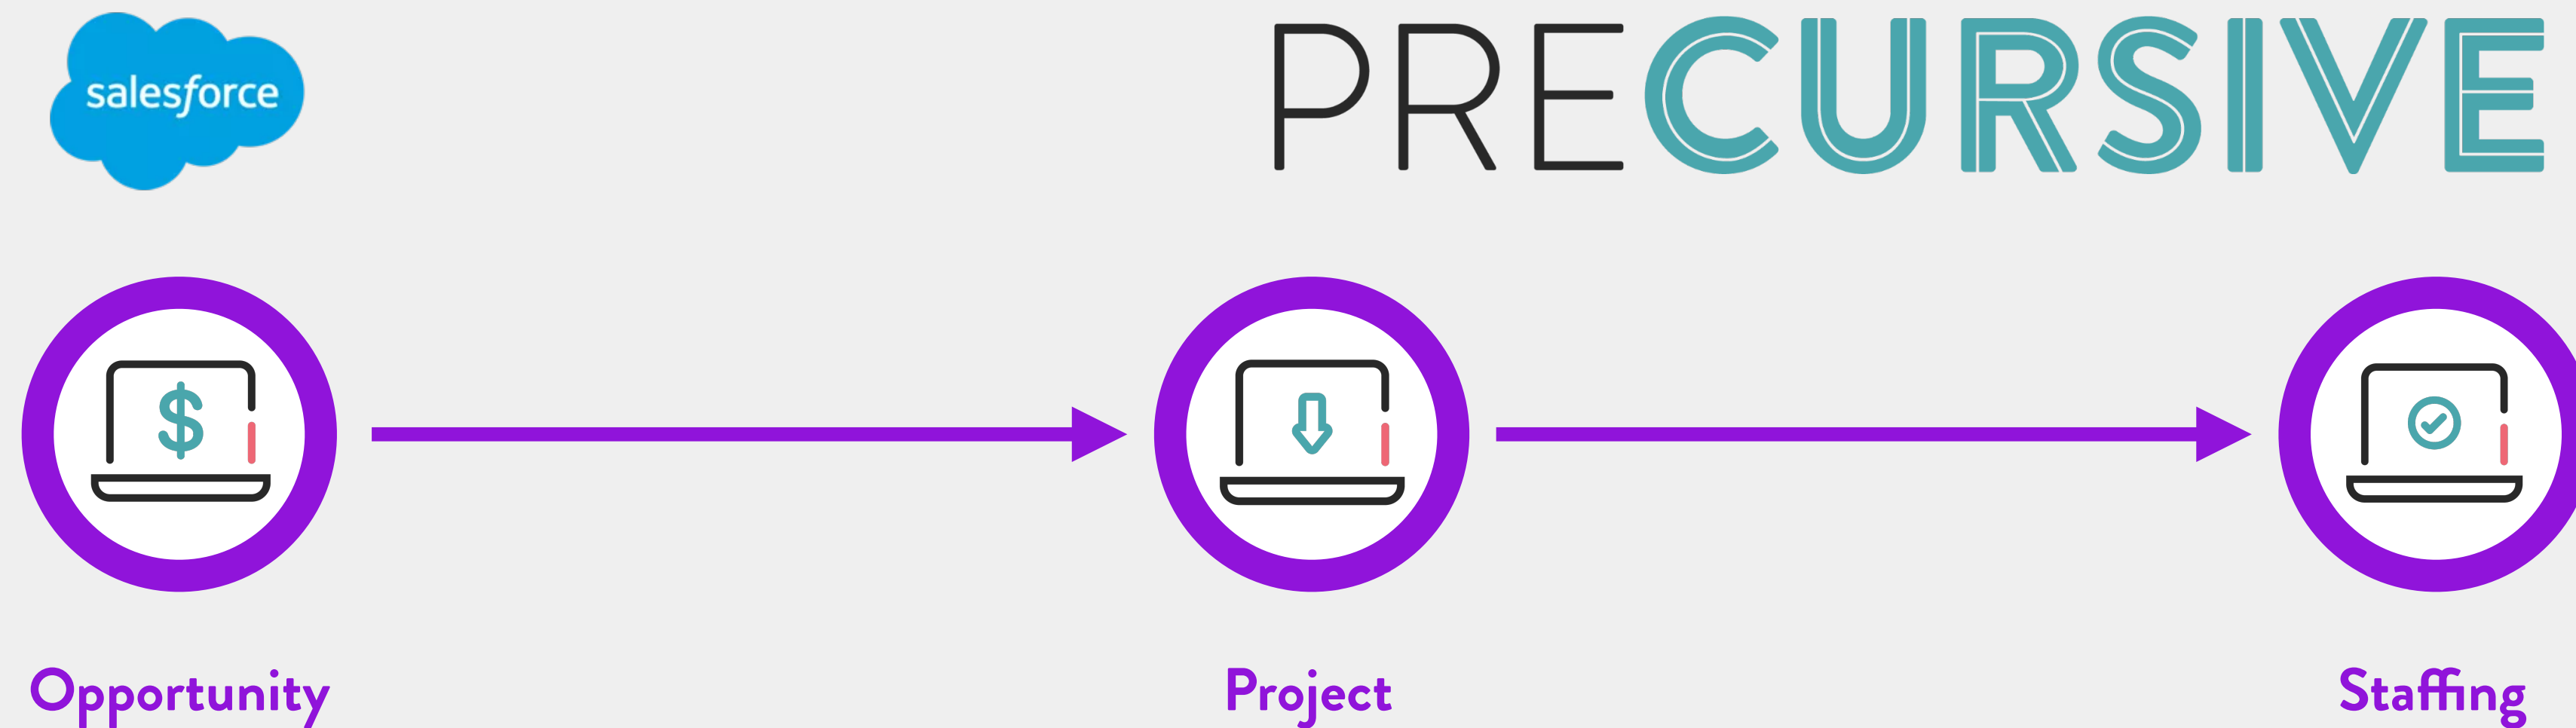 salesforce
PRECURSIVE
$
Opportunity
Project
Staffing